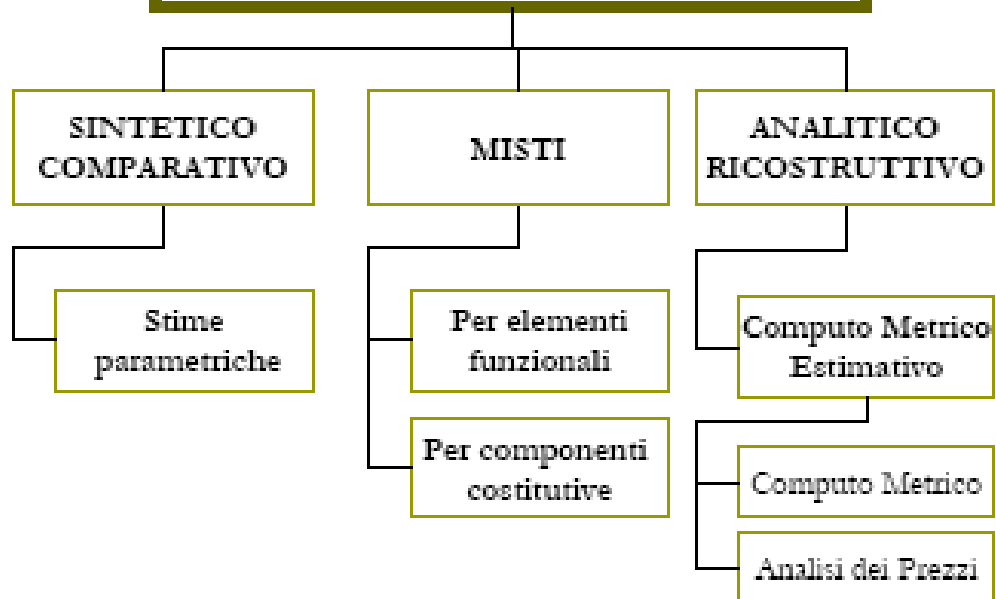 SINTETICO
COMPARATIVO
MISTI
ANALITICO
RICOSTRUTTIVO
Stime
parametriche
Per elementi
funzionali
Per componenti
costitutive
Computo Metrico
Estimativo
Computo Metrico
Analisi dei Prezzi